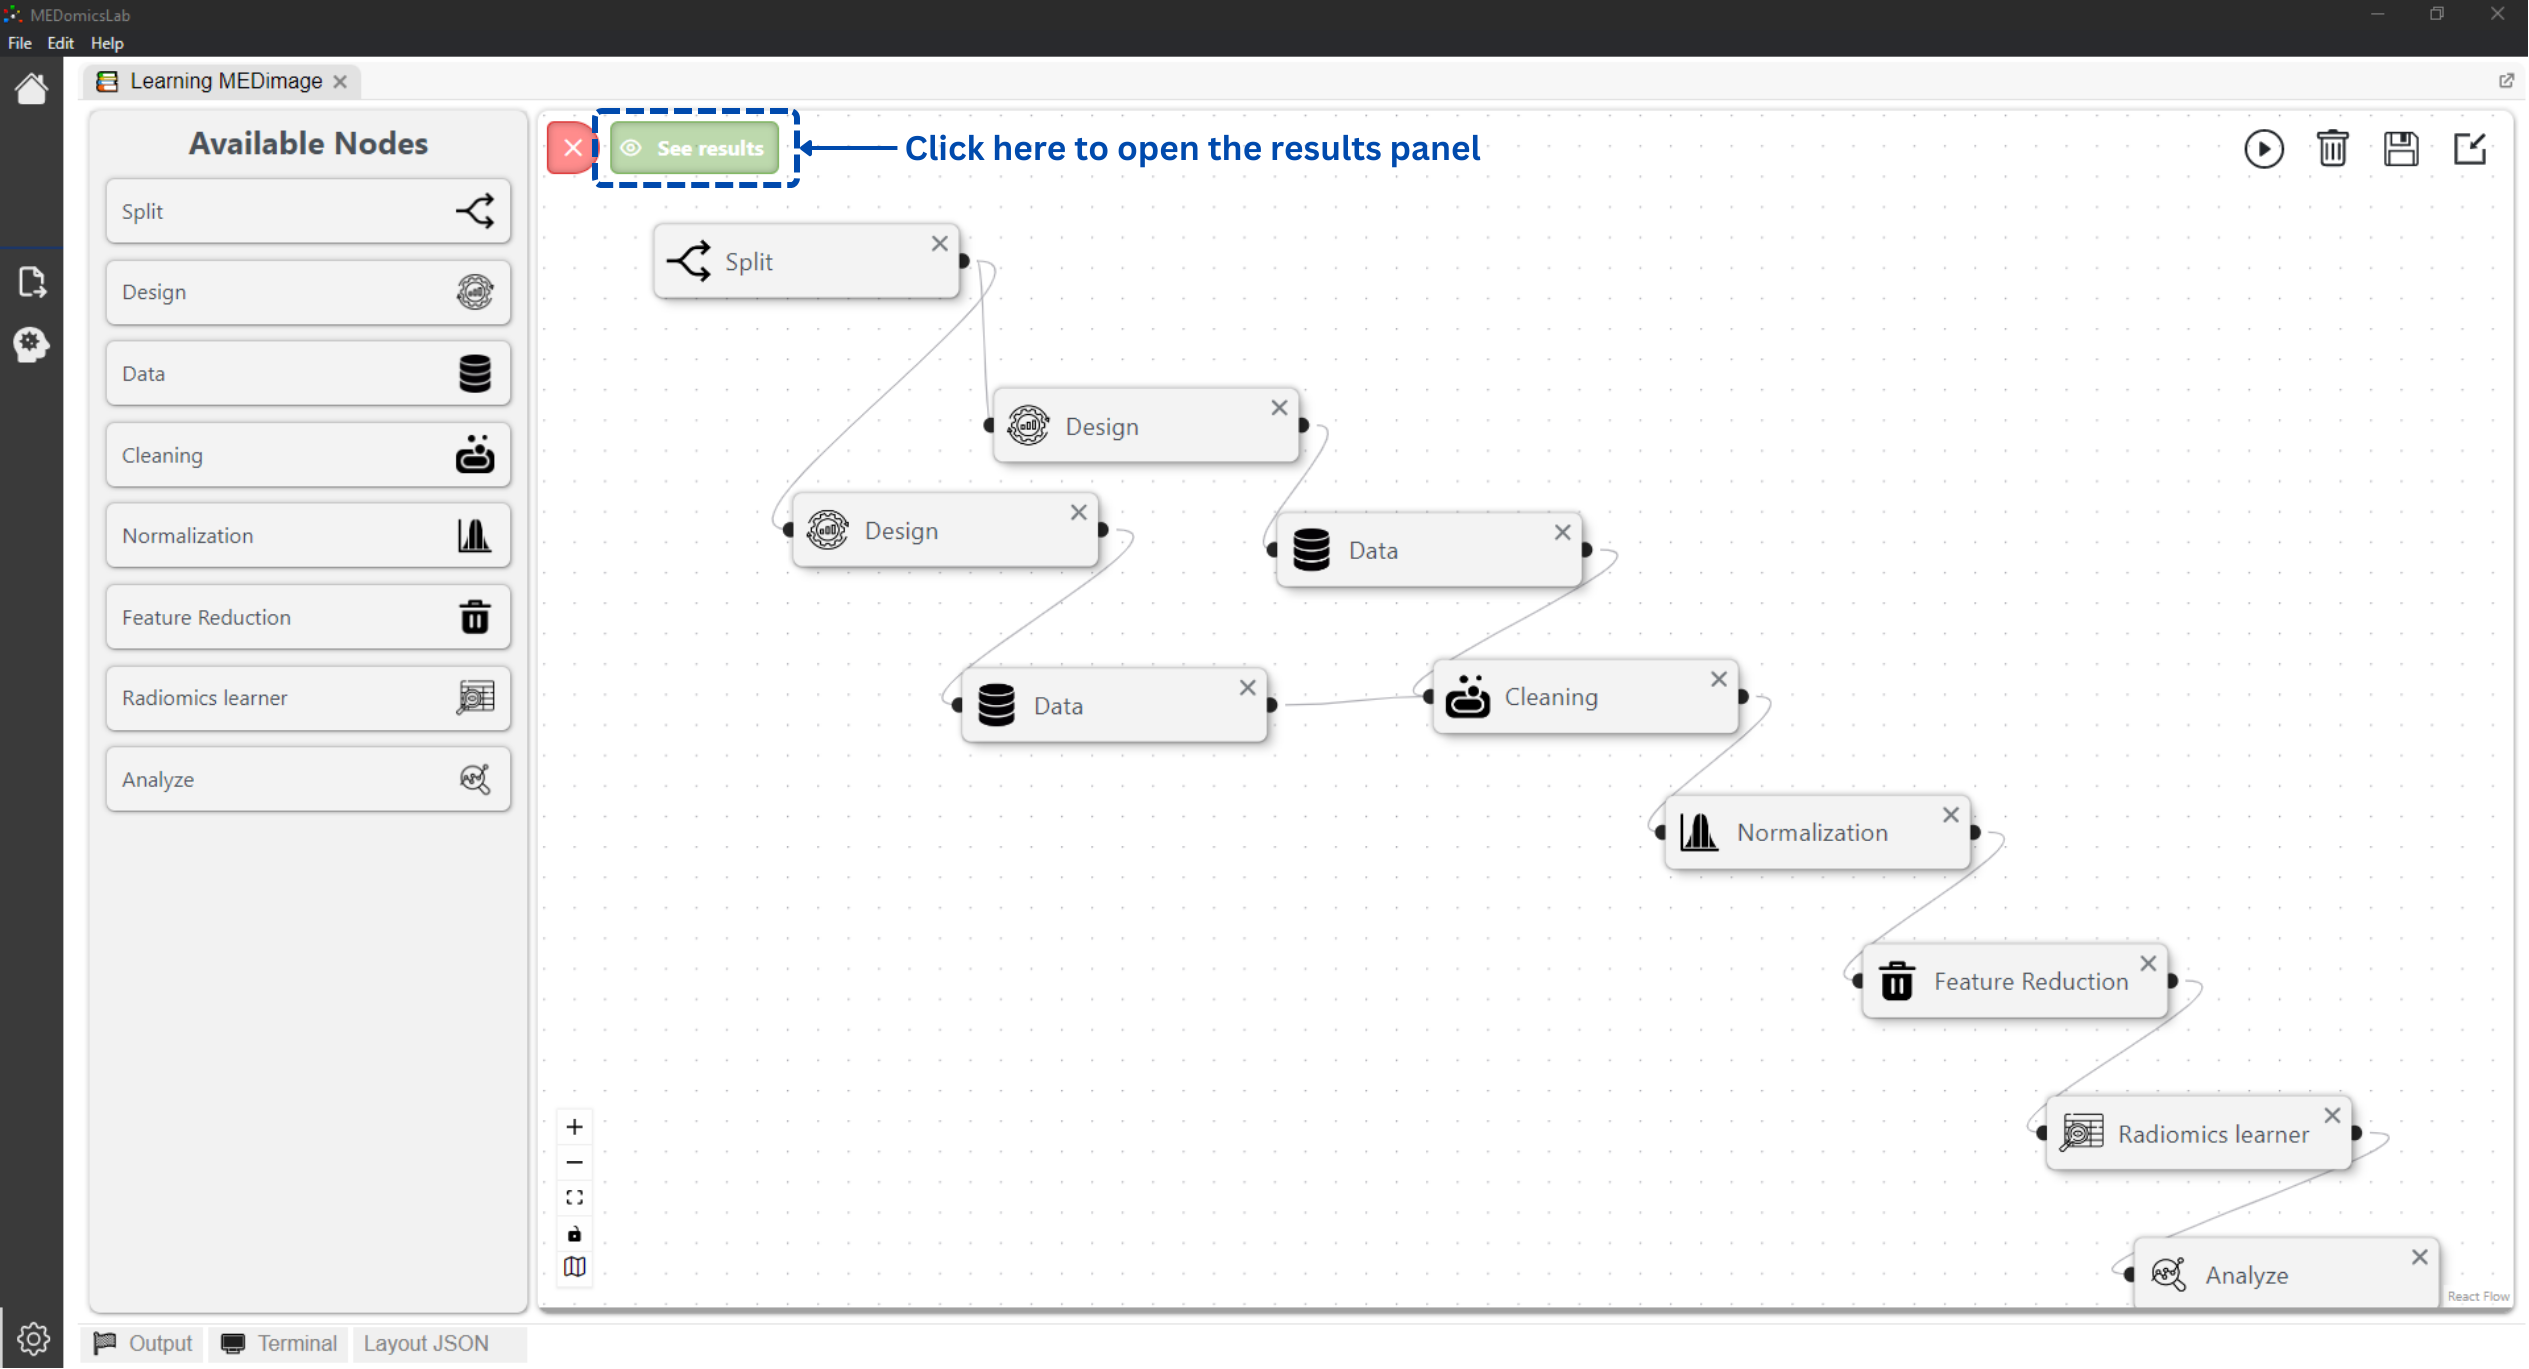 MEDomicsLab
File Edit Help
Learning MEDimage
Available Nodes
Split
Design
Data
Cleaning
Normalization
Feature Reduction
Radiomics learner
Analyze
See results
Click here to open the results panel
Split
Design
Design
Data
Data
Cleaning
Normalization
Feature Reduction
Radiomics learner
Analyze
React Flow
Output Terminal Layout JSON